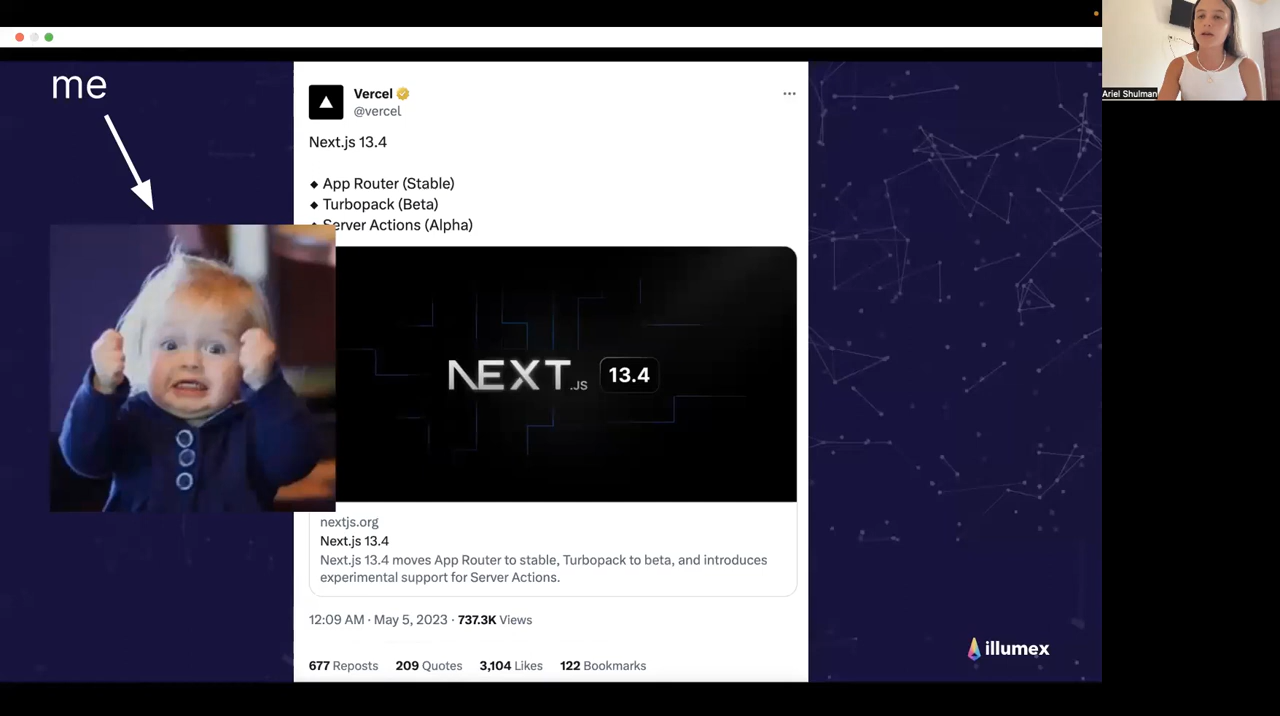 me
Vercel
@vercel
Next.js 13.4
◆ App Router (Stable)
◆ Turbopack (Beta)
Server Actions (Alpha)
NEXT.JS 13.4
nextjs.org
Next.js 13.4
Next.js 13.4 moves App Router to stable, Turbopack to beta, and introduces
experimental support for Server Actions.
12:09 AM · May 5, 2023 · 737.3K Views
677 Reposts 209 Quotes 3,104 Likes 122 Bookmarks
illumex
Ariel Shulman